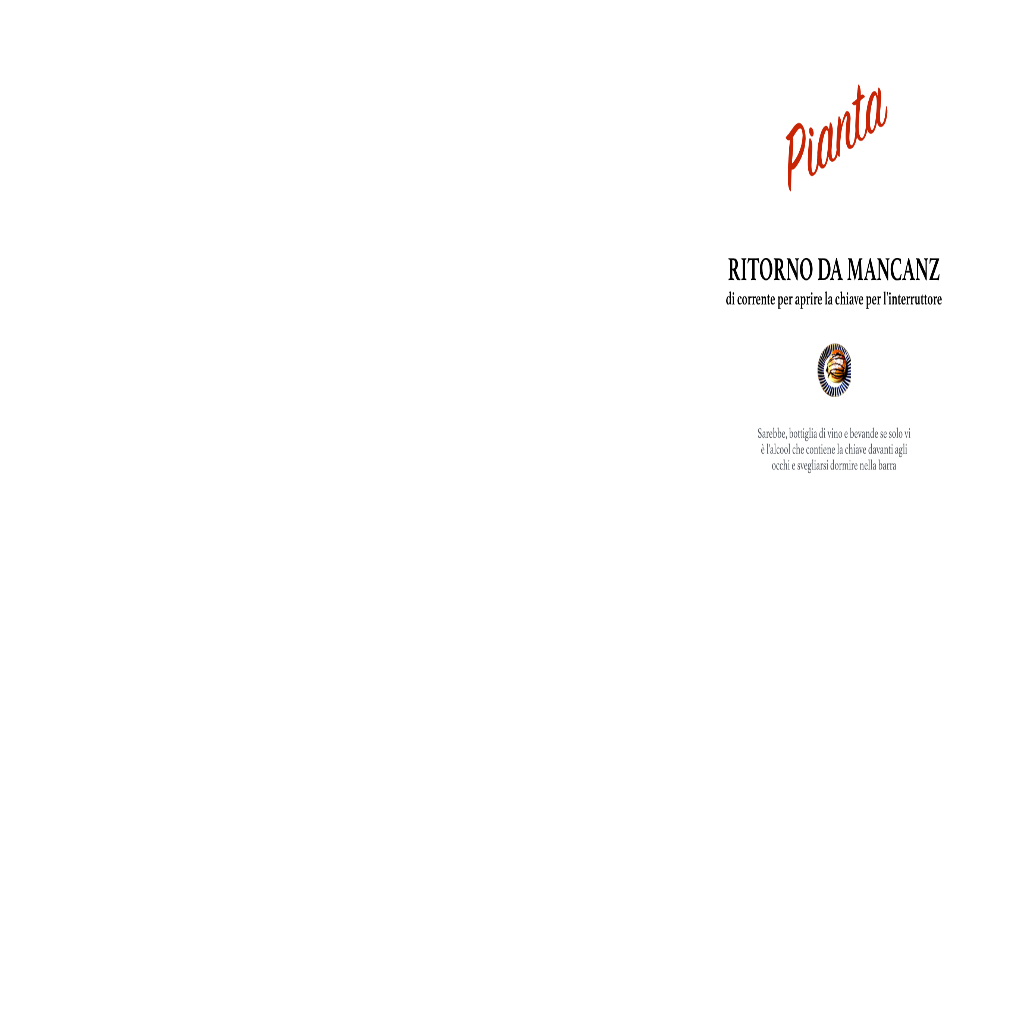 Pianta
RITORNO DA MANCANZ
di corrente per aprire la chiave per l'interruttore
Sarebbe, bottiglia di vino e bevande se solo vi
è l'alcool che contiene la chiave davanti agli
occhi e svegliarsi dormire nella barra